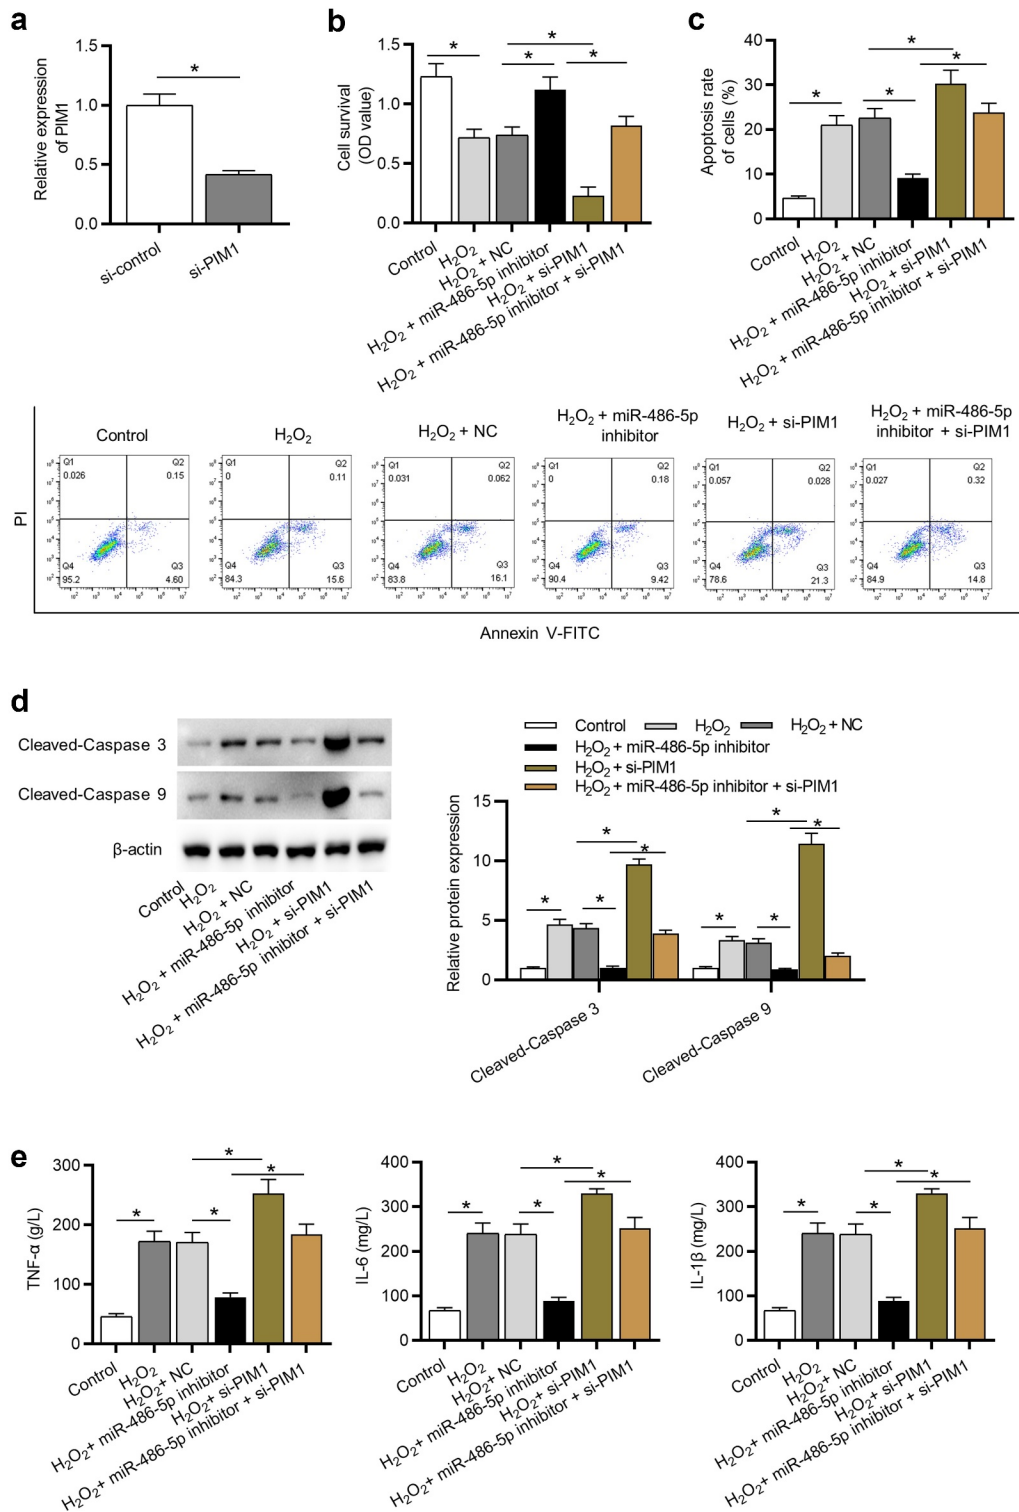 a
Relative expression
of PIM1
1.5
1.0
0.5
0.0
*
si-control
si-PIM1
b
Cell survival
(OD value)
1.5
1.0
0.5
0.0
*
*
*
*
Control
H₂O₂
H₂O₂ + NC
H₂O₂ + miR-486-5p inhibitor
H₂O₂ + si-PIM1
H₂O₂ + miR-486-5p inhibitor + si-PIM1
c
Apoptosis rate
of cells (%)
40
30
20
10
0
*
*
*
*
Control
H₂O₂
H₂O₂ + NC
H₂O₂ + miR-486-5p inhibitor
H₂O₂ + si-PIM1
H₂O₂ + miR-486-5p inhibitor + si-PIM1
PI
Control
Q1
0.026
Q2
0.15
Q4
95.2
Q3
4.60
H₂O₂
Q1
0
Q2
0.11
Q4
84.3
Q3
15.6
H₂O₂ + NC
Q1
0.031
Q2
0.062
Q4
83.8
Q3
16.1
H₂O₂ + miR-486-5p
inhibitor
Q1
0
Q2
0.18
Q4
90.4
Q3
9.42
H₂O₂ + si-PIM1
Q1
0.057
Q2
0.028
Q4
78.6
Q3
21.3
H₂O₂ + miR-486-5p
inhibitor + si-PIM1
Q1
0.027
Q2
0.32
Q4
84.9
Q3
14.8
Annexin V-FITC
d
Cleaved-Caspase 3
Cleaved-Caspase 9
β-actin
Control
H₂O₂
H₂O₂ + NC
H₂O₂ + miR-486-5p inhibitor
H₂O₂ + si-PIM1
H₂O₂ + miR-486-5p inhibitor + si-PIM1
Control
H₂O₂
H₂O₂ + NC
H₂O₂ + miR-486-5p inhibitor
H₂O₂ + si-PIM1
H₂O₂ + miR-486-5p inhibitor + si-PIM1
Relative protein expression
15
10
5
0
*
*
*
*
*
*
*
*
Cleaved-Caspase 3
Cleaved-Caspase 9
e
TNF-α (g/L)
300
200
100
0
*
*
*
*
Control
H₂O₂
H₂O₂+ NC
H₂O₂+ miR-486-5p inhibitor
H₂O₂+ si-PIM1
H₂O₂+ miR-486-5p inhibitor + si-PIM1
IL-6 (mg/L)
400
300
200
100
0
*
*
*
*
Control
H₂O₂
H₂O₂+ NC
H₂O₂+ miR-486-5p inhibitor
H₂O₂+ si-PIM1
H₂O₂+ miR-486-5p inhibitor + si-PIM1
IL-1β (mg/L)
400
300
200
100
0
*
*
*
*
Control
H₂O₂
H₂O₂+ NC
H₂O₂+ miR-486-5p inhibitor
H₂O₂+ si-PIM1
H₂O₂+ miR-486-5p inhibitor + si-PIM1